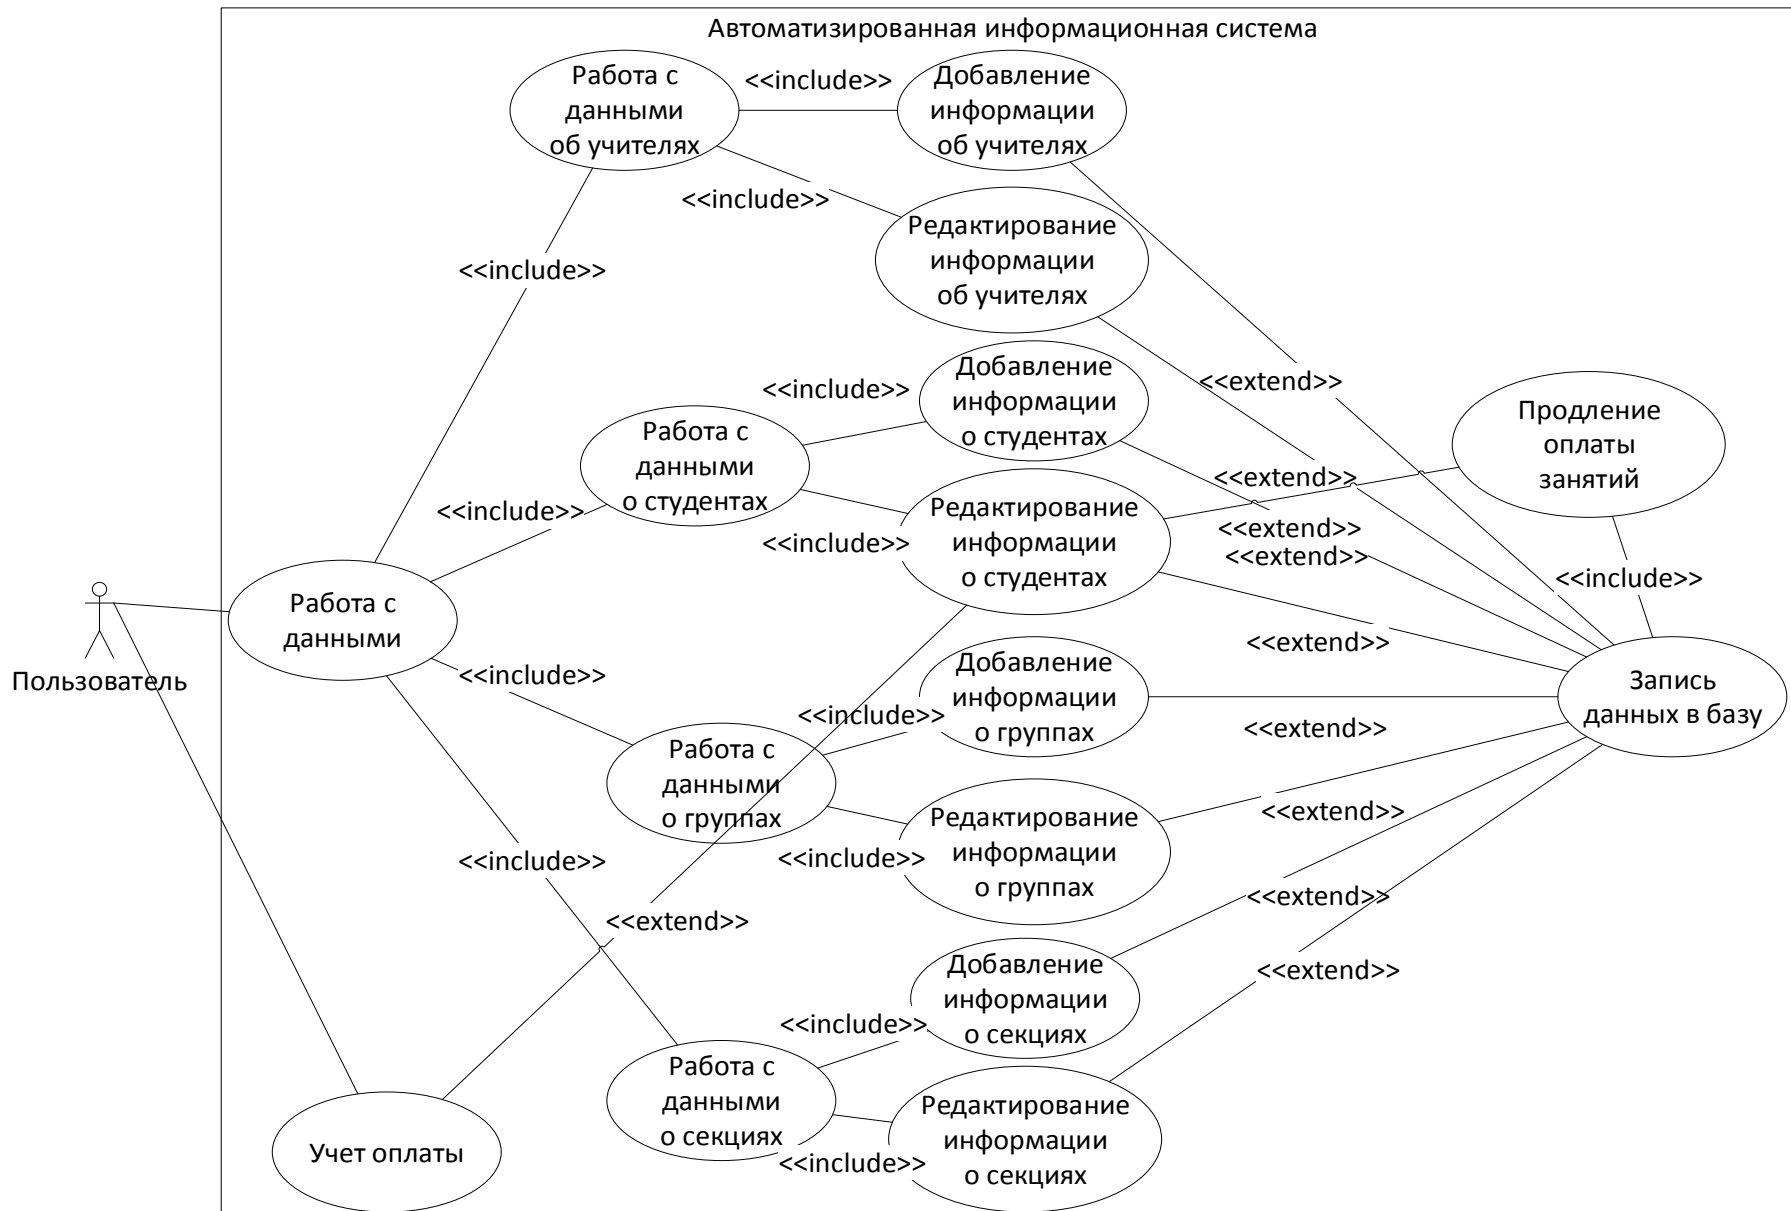 Автоматизированная информационная система
Работа с
данными
об учителях
<<include>>
Добавление
информации
об учителях
<<include>>
Редактирование
информации
об учителях
<<include>>
Добавление
информации
о студентах
<<include>>
<<extend>>
Продление
оплаты
занятий
Работа с
данными
о студентах
<<include>>
<<extend>>
Редактирование
информации
о студентах
<<include>>
<<extend>>
<<extend>>
<<include>>
Работа с
данными
Пользователь
<<include>>
<<extend>>
Добавление
информации
о группах
<<include>>
<<extend>>
Запись
данных в базу
Работа с
данными
о группах
Редактирование
информации
о группах
<<include>>
<<extend>>
<<include>>
<<extend>>
<<extend>>
Добавление
информации
о секциях
<<include>>
<<extend>>
Работа с
данными
о секциях
Редактирование
информации
о секциях
<<include>>
Учет оплаты